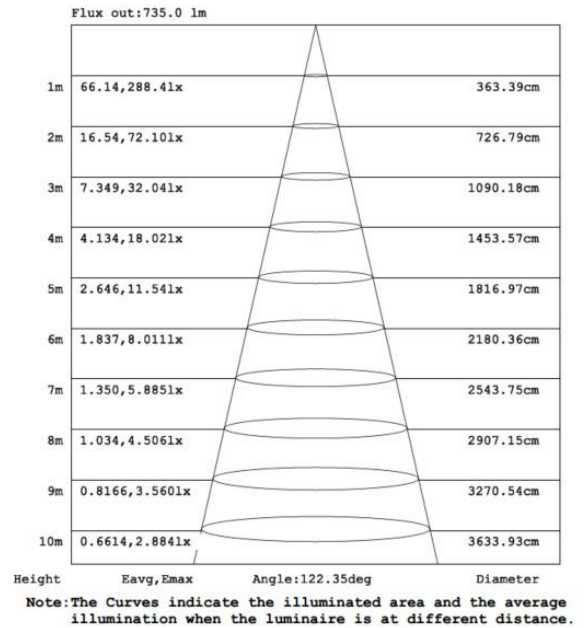 Flux out:735.0 lm
1m 66.14,288.4lx 363.39cm
2m 16.54,72.10lx 726.79cm
3m 7.349,32.04lx 1090.18cm
4m 4.134,18.02lx 1453.57cm
5m 2.646,11.54lx 1816.97cm
6m 1.837,8.011lx 2180.36cm
7m 1.350,5.885lx 2543.75cm
8m 1.034,4.506lx 2907.15cm
9m 0.8166,3.560lx 3270.54cm
10m 0.6614,2.884lx 3633.93cm
Height Eavg,Emax Angle:122.35deg Diameter
Note:The Curves indicate the illuminated area and the average
illumination when the luminaire is at different distance.